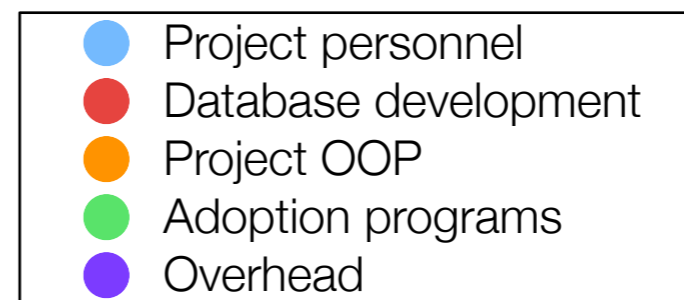 Project personnel
Database development
Project OOP
Adoption programs
Overhead